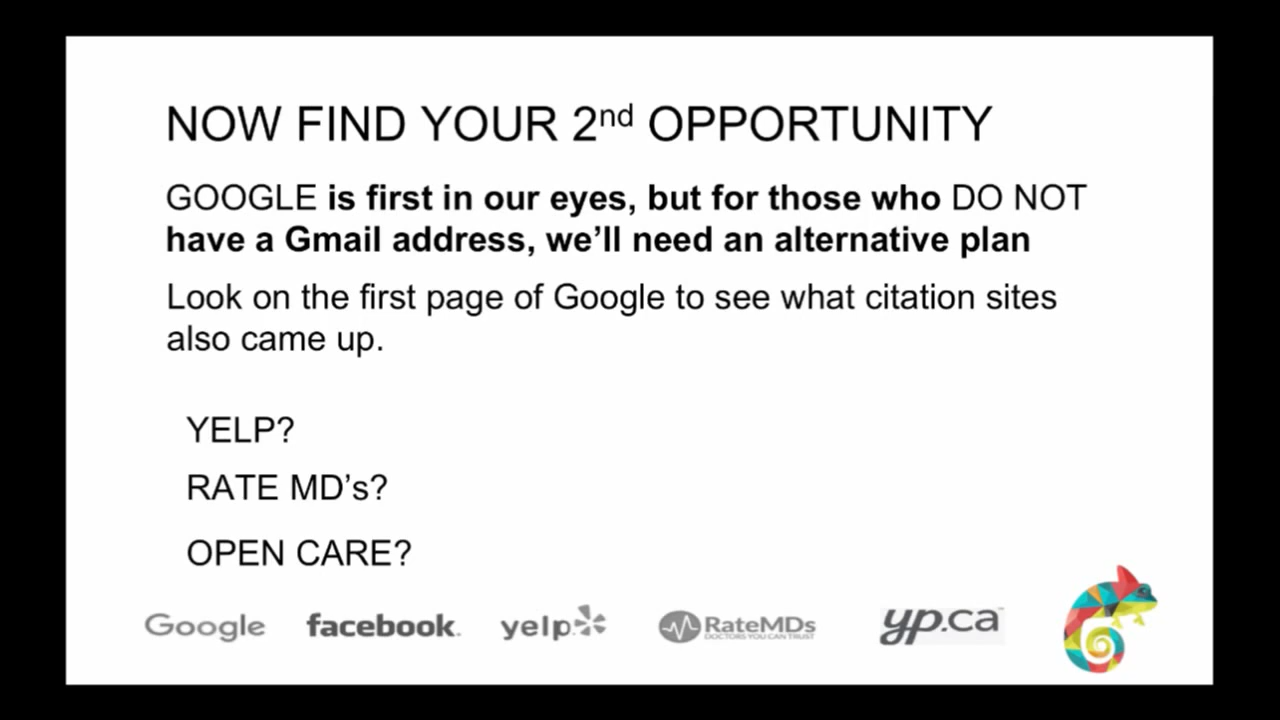 NOW FIND YOUR 2nd OPPORTUNITY
GOOGLE is first in our eyes, but for those who DO NOT
have a Gmail address, we’ll need an alternative plan
Look on the first page of Google to see what citation sites
also came up.
YELP?
RATE MD’s?
OPEN CARE?
Google facebook. yelp RateMDs yp.ca™
DOCTORS YOU CAN TRUST